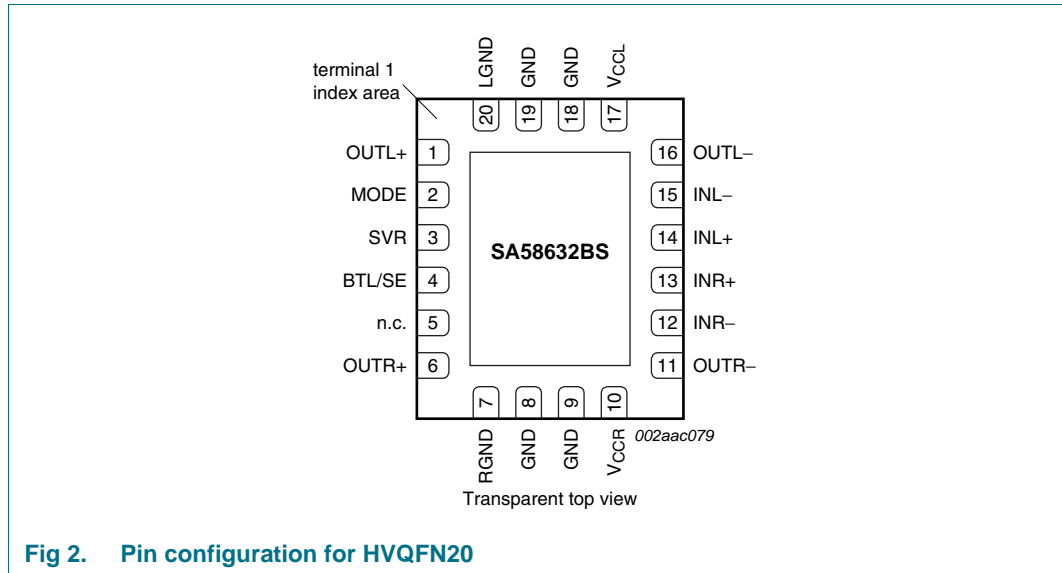 terminal 1
index area
LGND
GND
GND
VCCL
20
19
18
17
OUTL+ 1
MODE 2
SVR 3
BTL/SE 4
n.c. 5
OUTR+ 6
SA58632BS
16 OUTL−
15 INL−
14 INL+
13 INR+
12 INR−
11 OUTR−
7
8
9
10
RGND
GND
GND
VCCR
002aac079
Transparent top view
Fig 2. Pin configuration for HVQFN20